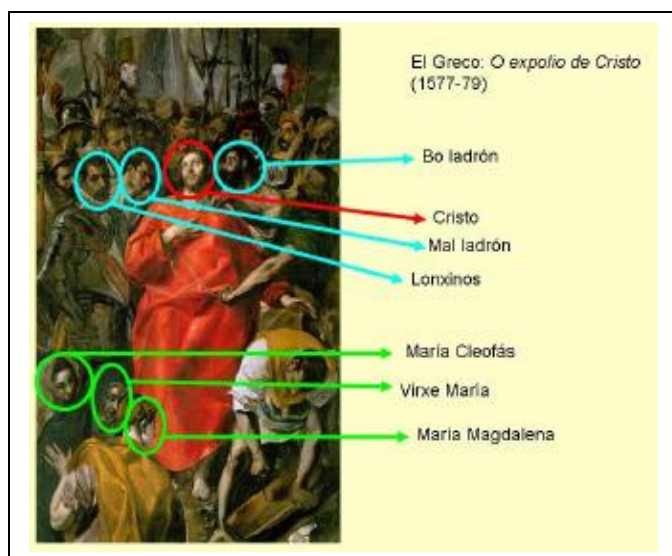 El Greco: O expolio de Cristo
(1577-79)
Bo ladrón
Cristo
Mal ladrón
Lonxinos
María Cleofás
Virxe María
María Magdalena